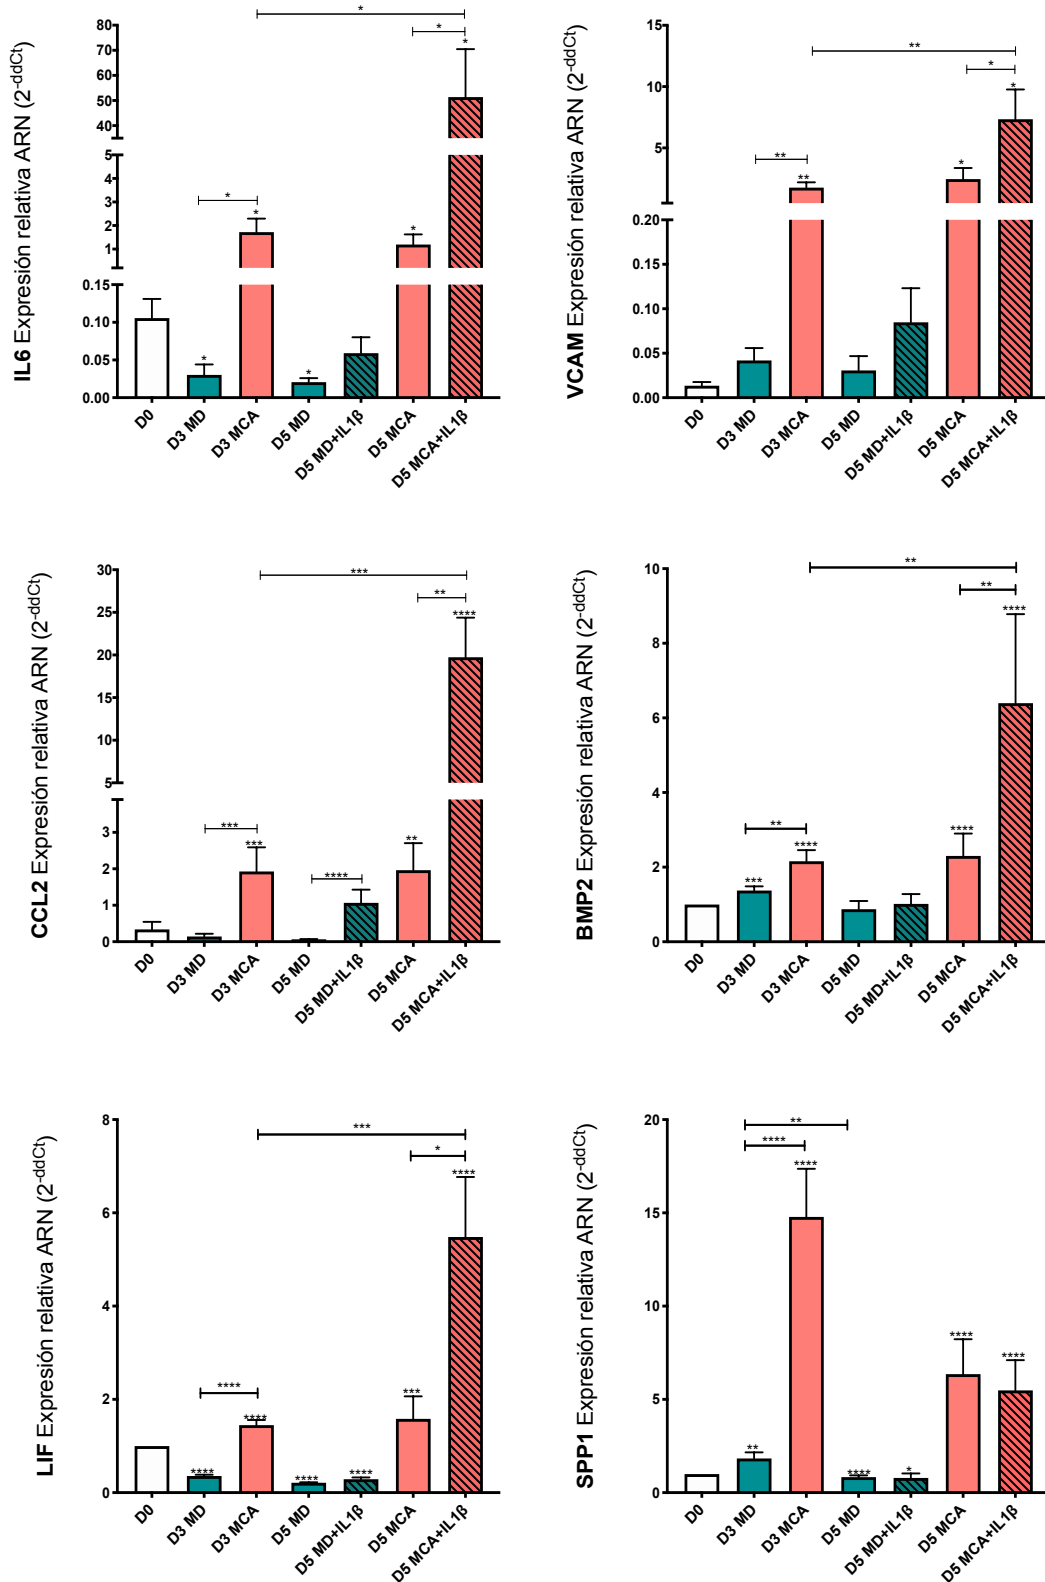 IL6 Expresión relativa ARN (2-ddCt)
80
70
60
50
40
5
4
3
2
1
0.15
0.10
0.05
0.00
*
*
*
*
*
*
*
*
D0
D3 MD
D3 MCA
D5 MD
D5 MD+IL1β
D5 MCA
D5 MCA+IL1β
VCAM Expresión relativa ARN (2-ddCt)
15
10
5
0.20
0.15
0.10
0.05
0.00
**
*
*
**
**
*
D0
D3 MD
D3 MCA
D5 MD
D5 MD+IL1β
D5 MCA
D5 MCA+IL1β
CCL2 Expresión relativa ARN (2-ddCt)
30
25
20
15
10
5
3
2
1
0
***
**
****
***
***
****
**
D0
D3 MD
D3 MCA
D5 MD
D5 MD+IL1β
D5 MCA
D5 MCA+IL1β
BMP2 Expresión relativa ARN (2-ddCt)
10
8
6
4
2
0
**
**
****
**
***
****
****
D0
D3 MD
D3 MCA
D5 MD
D5 MD+IL1β
D5 MCA
D5 MCA+IL1β
LIF Expresión relativa ARN (2-ddCt)
8
6
4
2
0
***
*
****
****
****
****
****
****
***
D0
D3 MD
D3 MCA
D5 MD
D5 MD+IL1β
D5 MCA
D5 MCA+IL1β
SPP1 Expresión relativa ARN (2-ddCt)
20
15
10
5
0
**
****
****
**
****
*
****
****
D0
D3 MD
D3 MCA
D5 MD
D5 MD+IL1β
D5 MCA
D5 MCA+IL1β